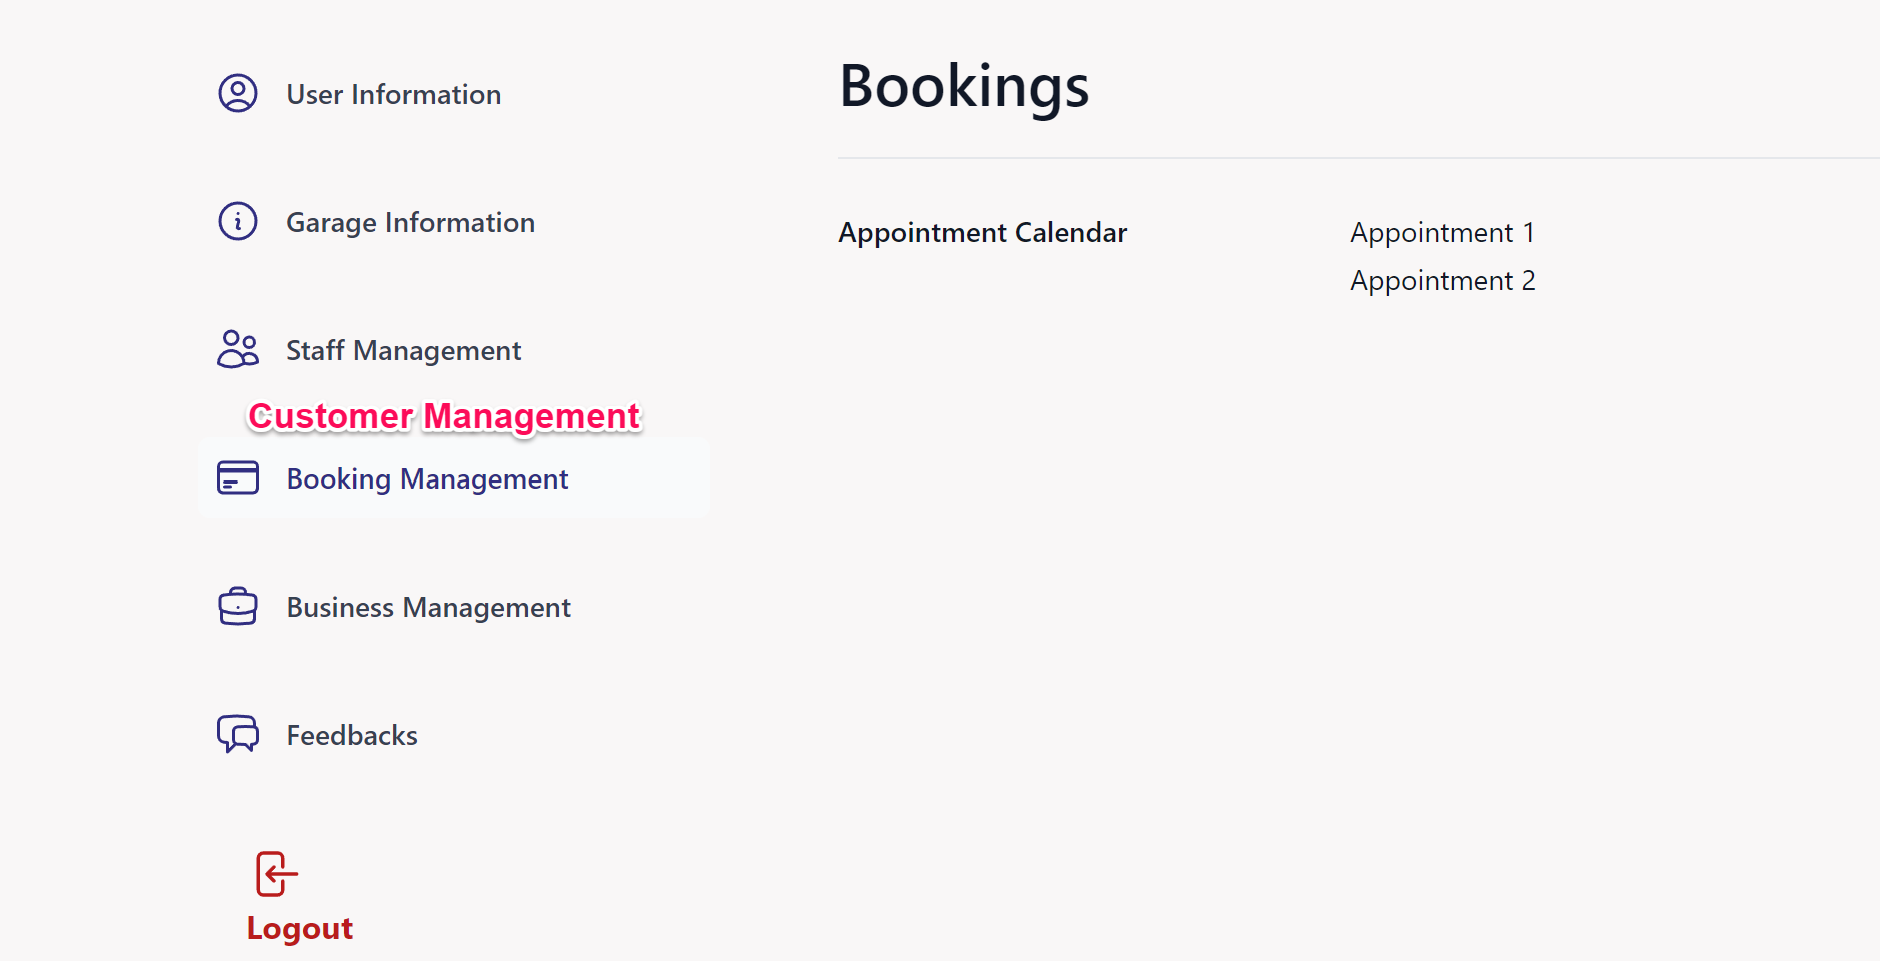 User Information
Garage Information
Staff Management
Customer Management
Booking Management
Business Management
Feedbacks
Logout
Bookings
Appointment Calendar
Appointment 1
Appointment 2